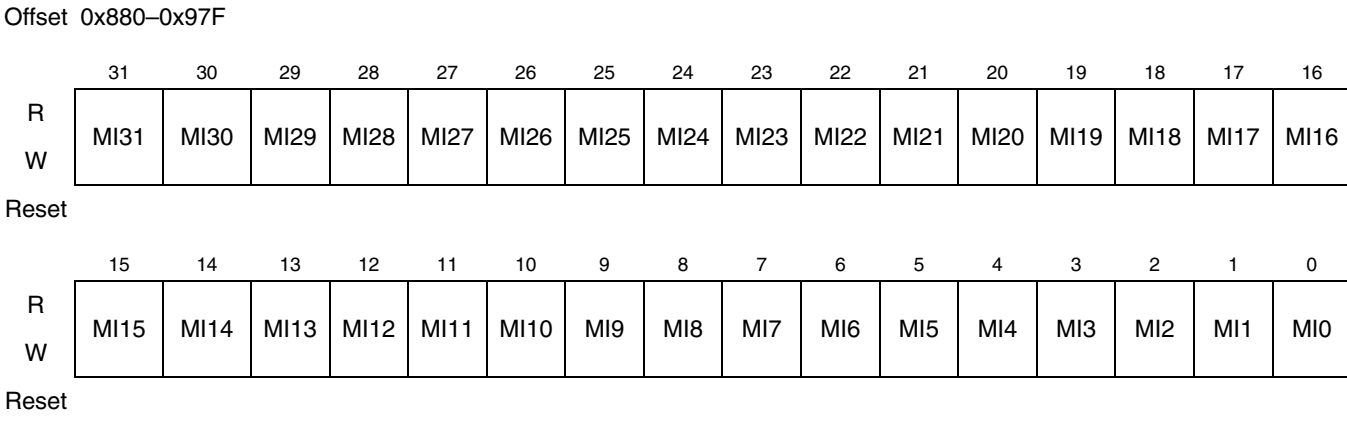 Offset 0x880–0x97F
31 30 29 28 27 26 25 24 23 22 21 20 19 18 17 16
R
MI31 MI30 MI29 MI28 MI27 MI26 MI25 MI24 MI23 MI22 MI21 MI20 MI19 MI18 MI17 MI16
W
Reset
15 14 13 12 11 10 9 8 7 6 5 4 3 2 1 0
R
MI15 MI14 MI13 MI12 MI11 MI10 MI9 MI8 MI7 MI6 MI5 MI4 MI3 MI2 MI1 MI0
W
Reset